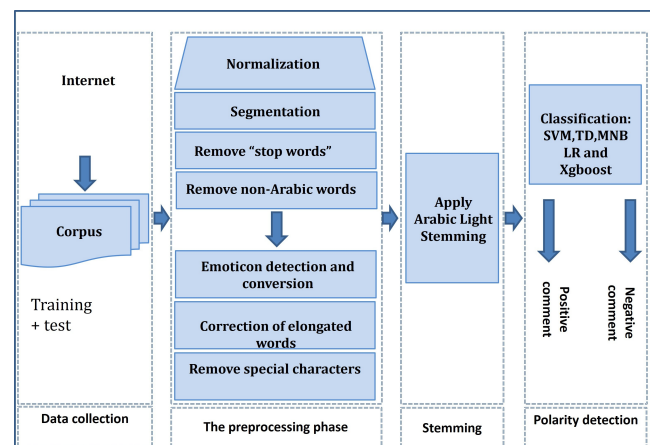 Internet
Corpus
Training
+ test
Data collection
Normalization
Segmentation
Remove “stop words”
Remove non-Arabic words
Emoticon detection and
conversion
Correction of elongated
words
Remove special characters
The preprocessing phase
Apply
Arabic Light
Stemming
Stemming
Classification:
SVM,TD,MNB
LR and
Xgboost
Positive
comment
Negative
comment
Polarity detection